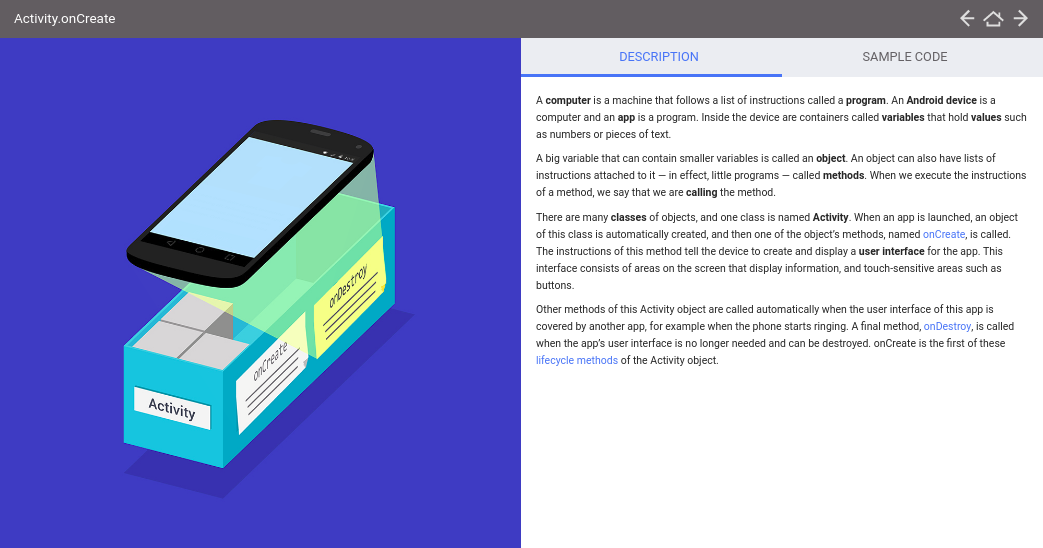 Activity.onCreate
DESCRIPTION
SAMPLE CODE
A computer is a machine that follows a list of instructions called a program. An Android device is a
computer and an app is a program. Inside the device are containers called variables that hold values such
as numbers or pieces of text.
A big variable that can contain smaller variables is called an object. An object can also have lists of
instructions attached to it — in effect, little programs — called methods. When we execute the instructions
of a method, we say that we are calling the method.
There are many classes of objects, and one class is named Activity. When an app is launched, an object
of this class is automatically created, and then one of the object's methods, named onCreate, is called.
The instructions of this method tell the device to create and display a user interface for the app. This
interface consists of areas on the screen that display information, and touch-sensitive areas such as
buttons.
Other methods of this Activity object are called automatically when the user interface of this app is
covered by another app, for example when the phone starts ringing. A final method, onDestroy, is called
when the app's user interface is no longer needed and can be destroyed. onCreate is the first of these
lifecycle methods of the Activity object.
onDestroy
onCreate
Activity